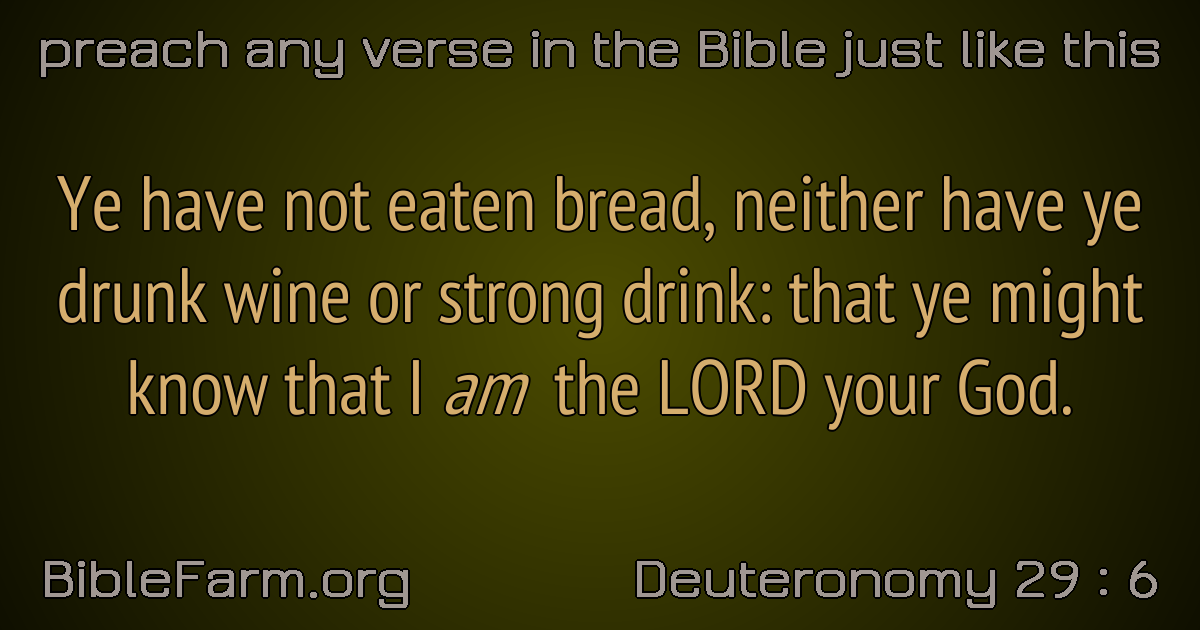 preach any verse in the Bible just like this
Ye have not eaten bread, neither have ye
drunk wine or strong drink: that ye might
know that I am the LORD your God.
BibleFarm.org
Deuteronomy 29 : 6